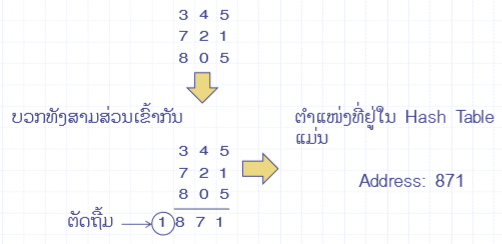 3 4 5
7 2 1
8 0 5
ບວກທັງສາມສ່ວນເຂົ້າກັນ
3 4 5
7 2 1
8 0 5
ຕັດຖີ້ມ 1 8 7 1
ຕຳແໜ່ງທີ່ຢູ່ໃນ Hash Table
ແມ່ນ
Address: 871